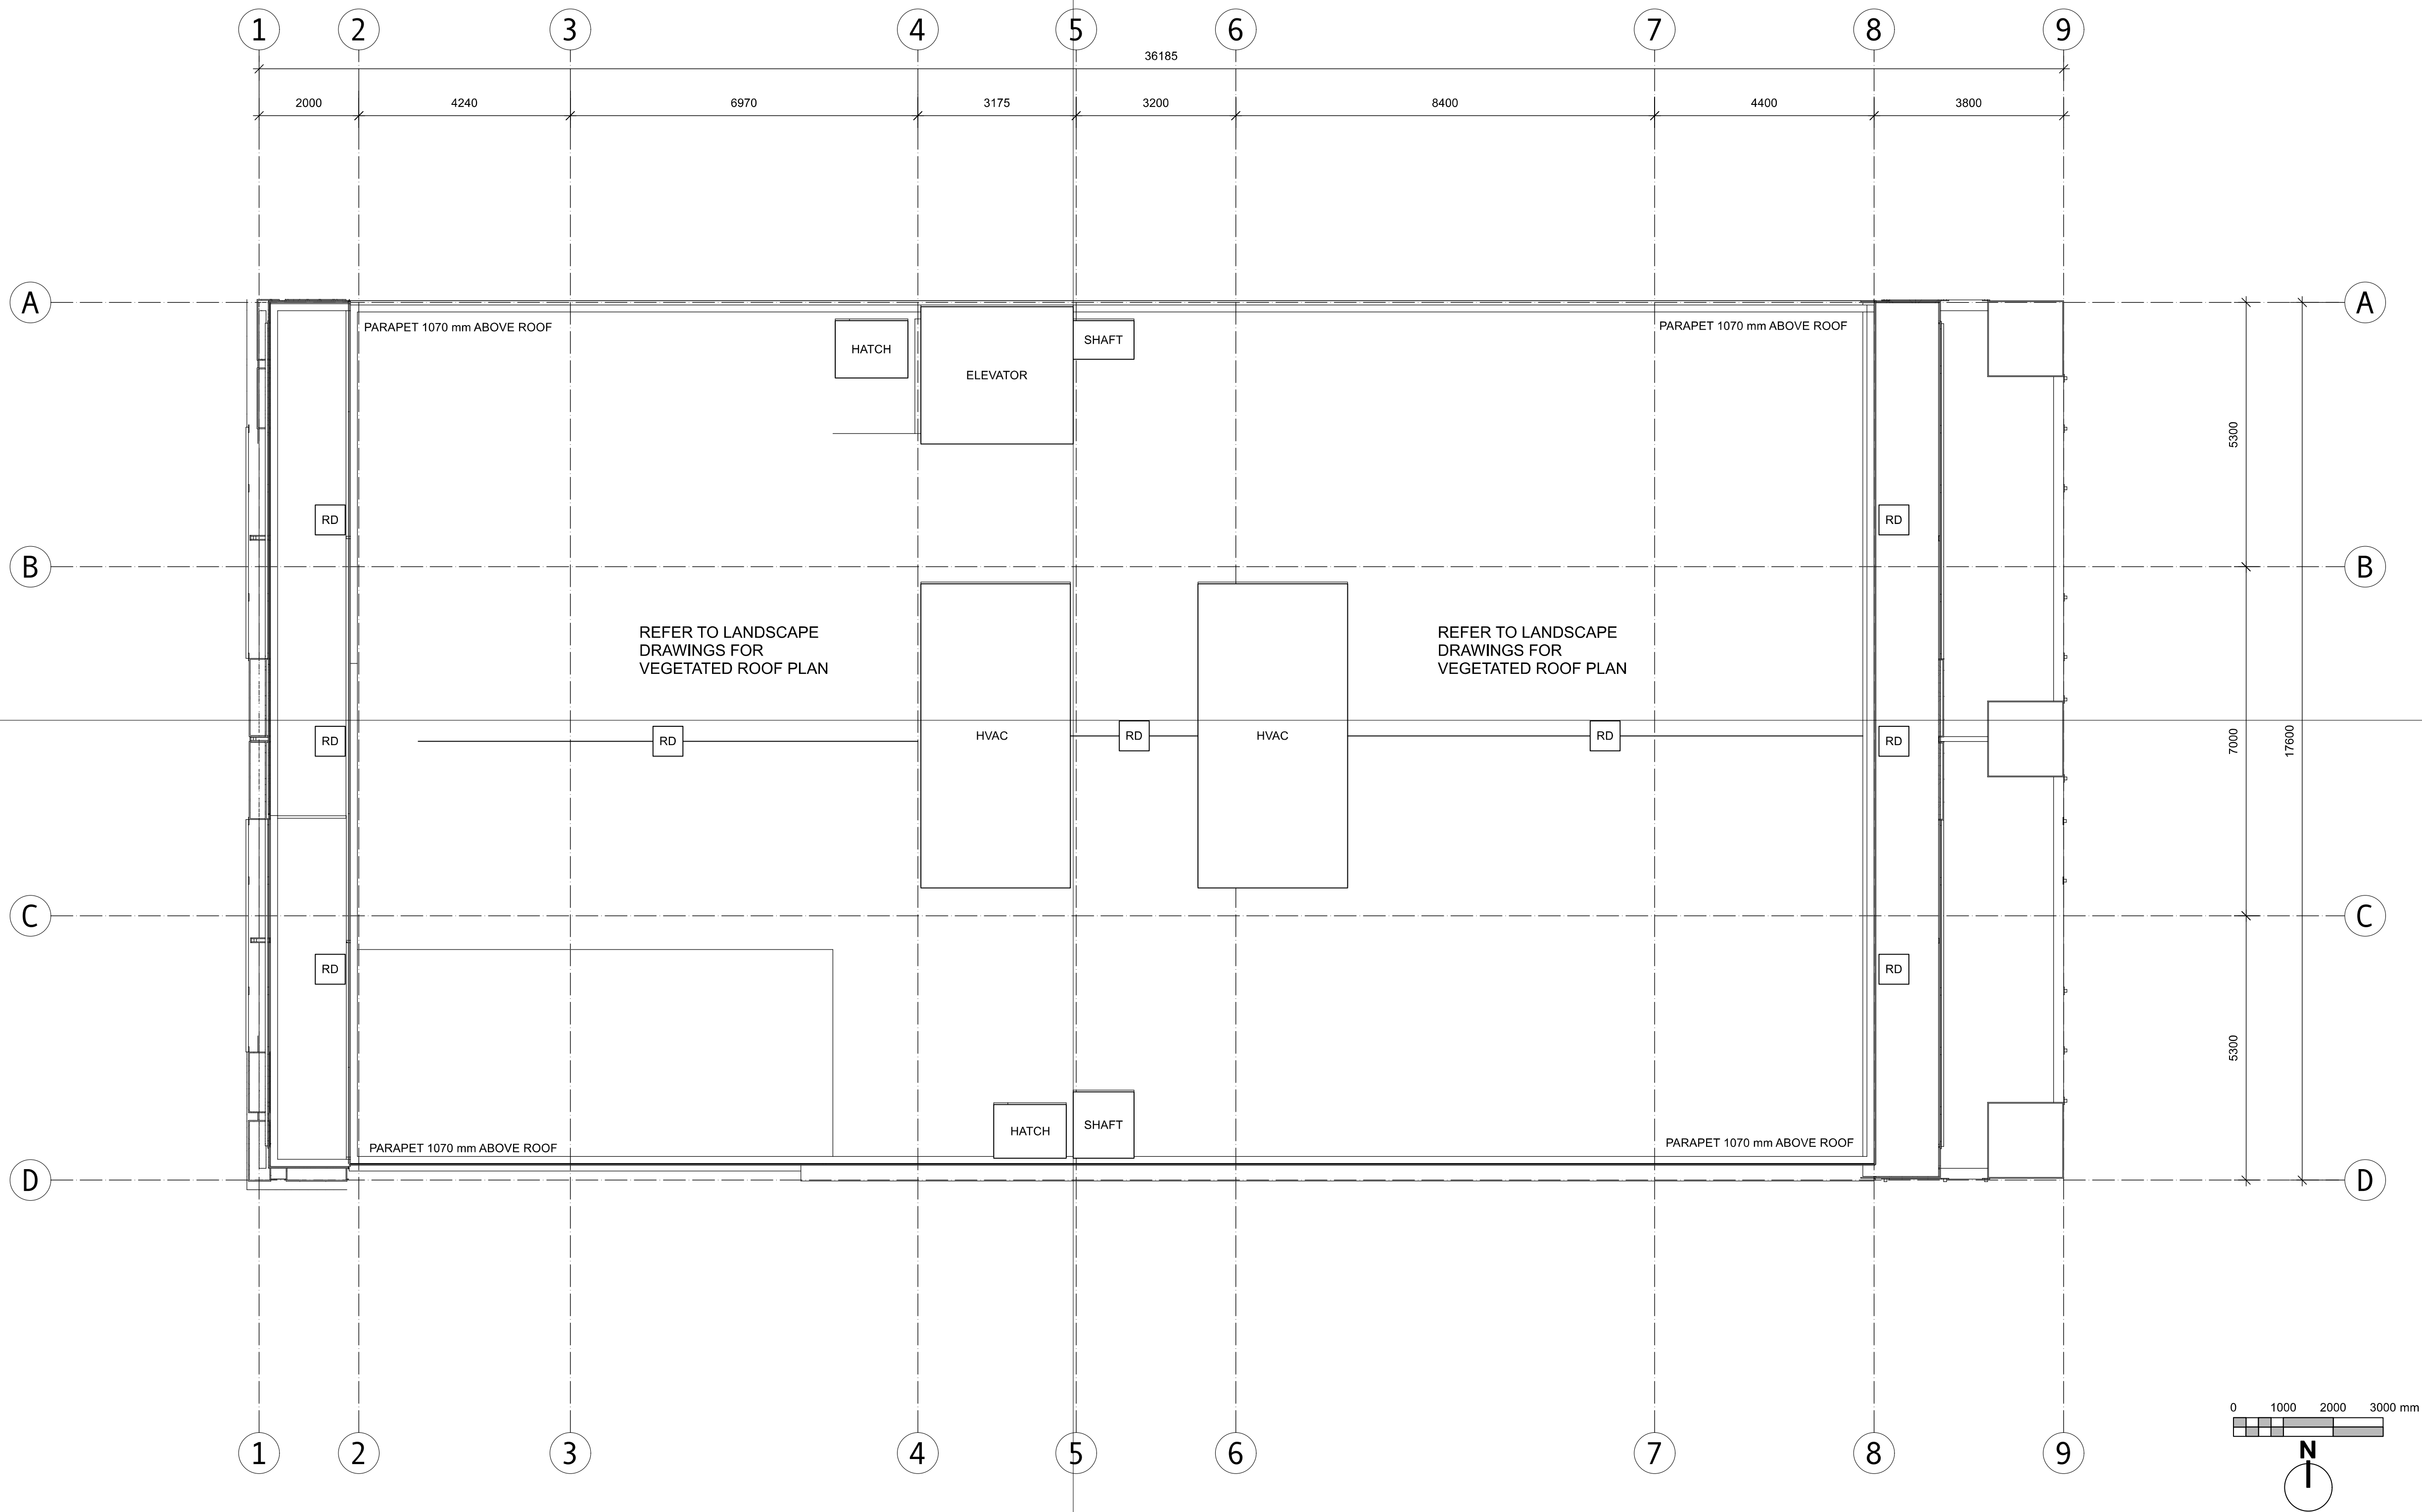 1 2 3 4 5 6 7 8 9
36185
2000 4240 6970 3175 3200 8400 4400 3800
A A
PARAPET 1070 mm ABOVE ROOF PARAPET 1070 mm ABOVE ROOF
HATCH SHAFT
ELEVATOR
5300
RD RD
B B
REFER TO LANDSCAPE
DRAWINGS FOR
VEGETATED ROOF PLAN
REFER TO LANDSCAPE
DRAWINGS FOR
VEGETATED ROOF PLAN
RD RD HVAC RD HVAC RD RD
7000 17600
C C
RD RD
5300
HATCH SHAFT
PARAPET 1070 mm ABOVE ROOF PARAPET 1070 mm ABOVE ROOF
D D
0 1000 2000 3000 mm
1 2 3 4 5 6 7 8 9
N